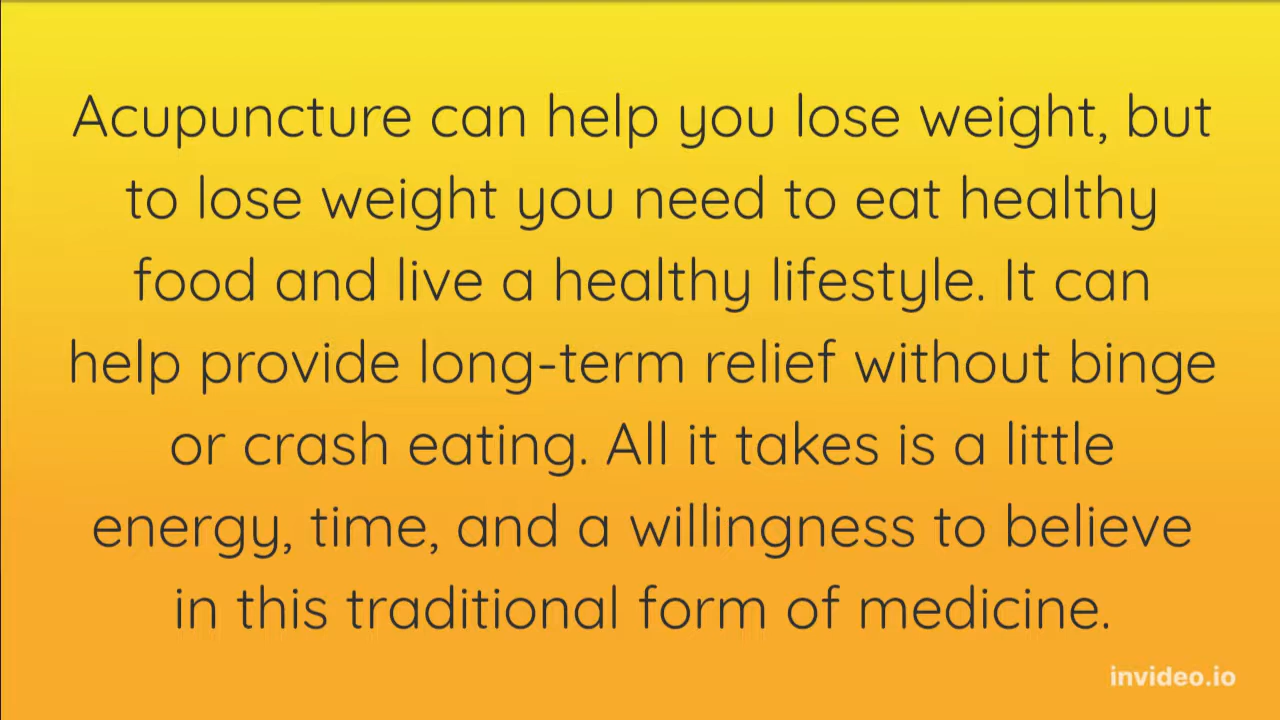 Acupuncture can help you lose weight, but
to lose weight you need to eat healthy
food and live a healthy lifestyle. It can
help provide long-term relief without binge
or crash eating. All it takes is a little
energy, time, and a willingness to believe
in this traditional form of medicine.
invideo.io